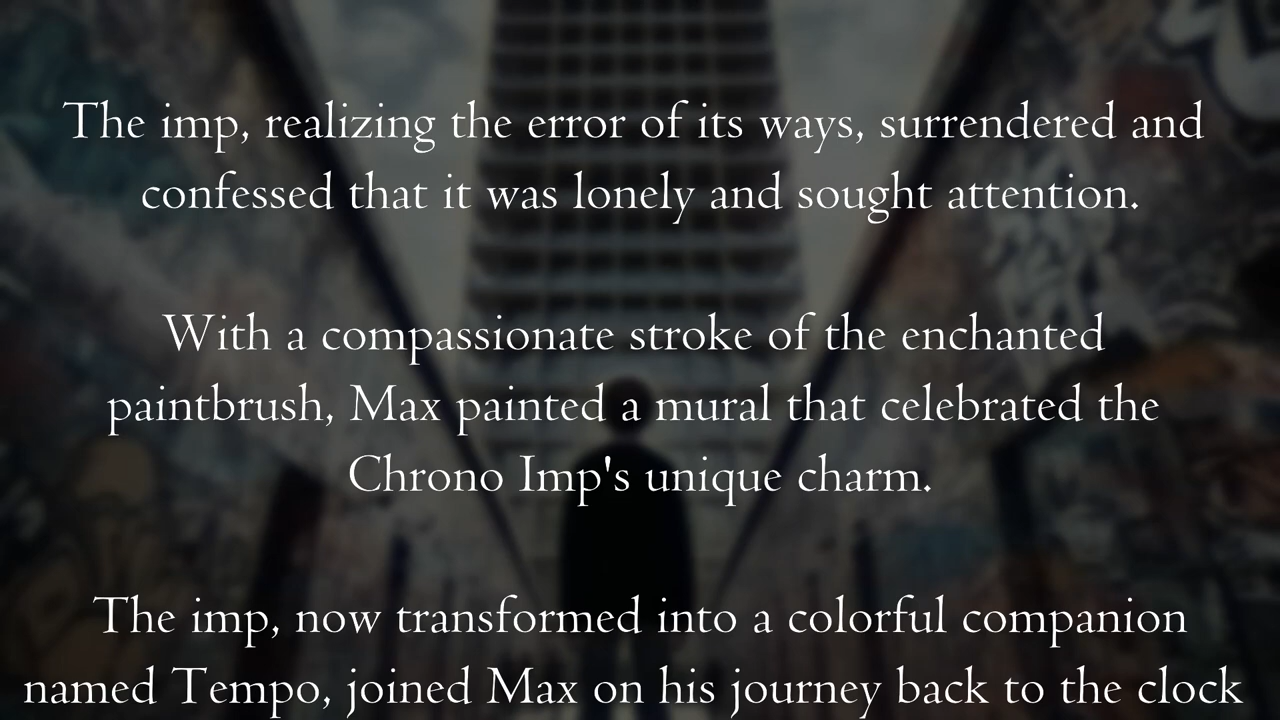 The imp, realizing the error of its ways, surrendered and
confessed that it was lonely and sought attention.
With a compassionate stroke of the enchanted
paintbrush, Max painted a mural that celebrated the
Chrono Imp's unique charm.
The imp, now transformed into a colorful companion
named Tempo, joined Max on his journey back to the clock